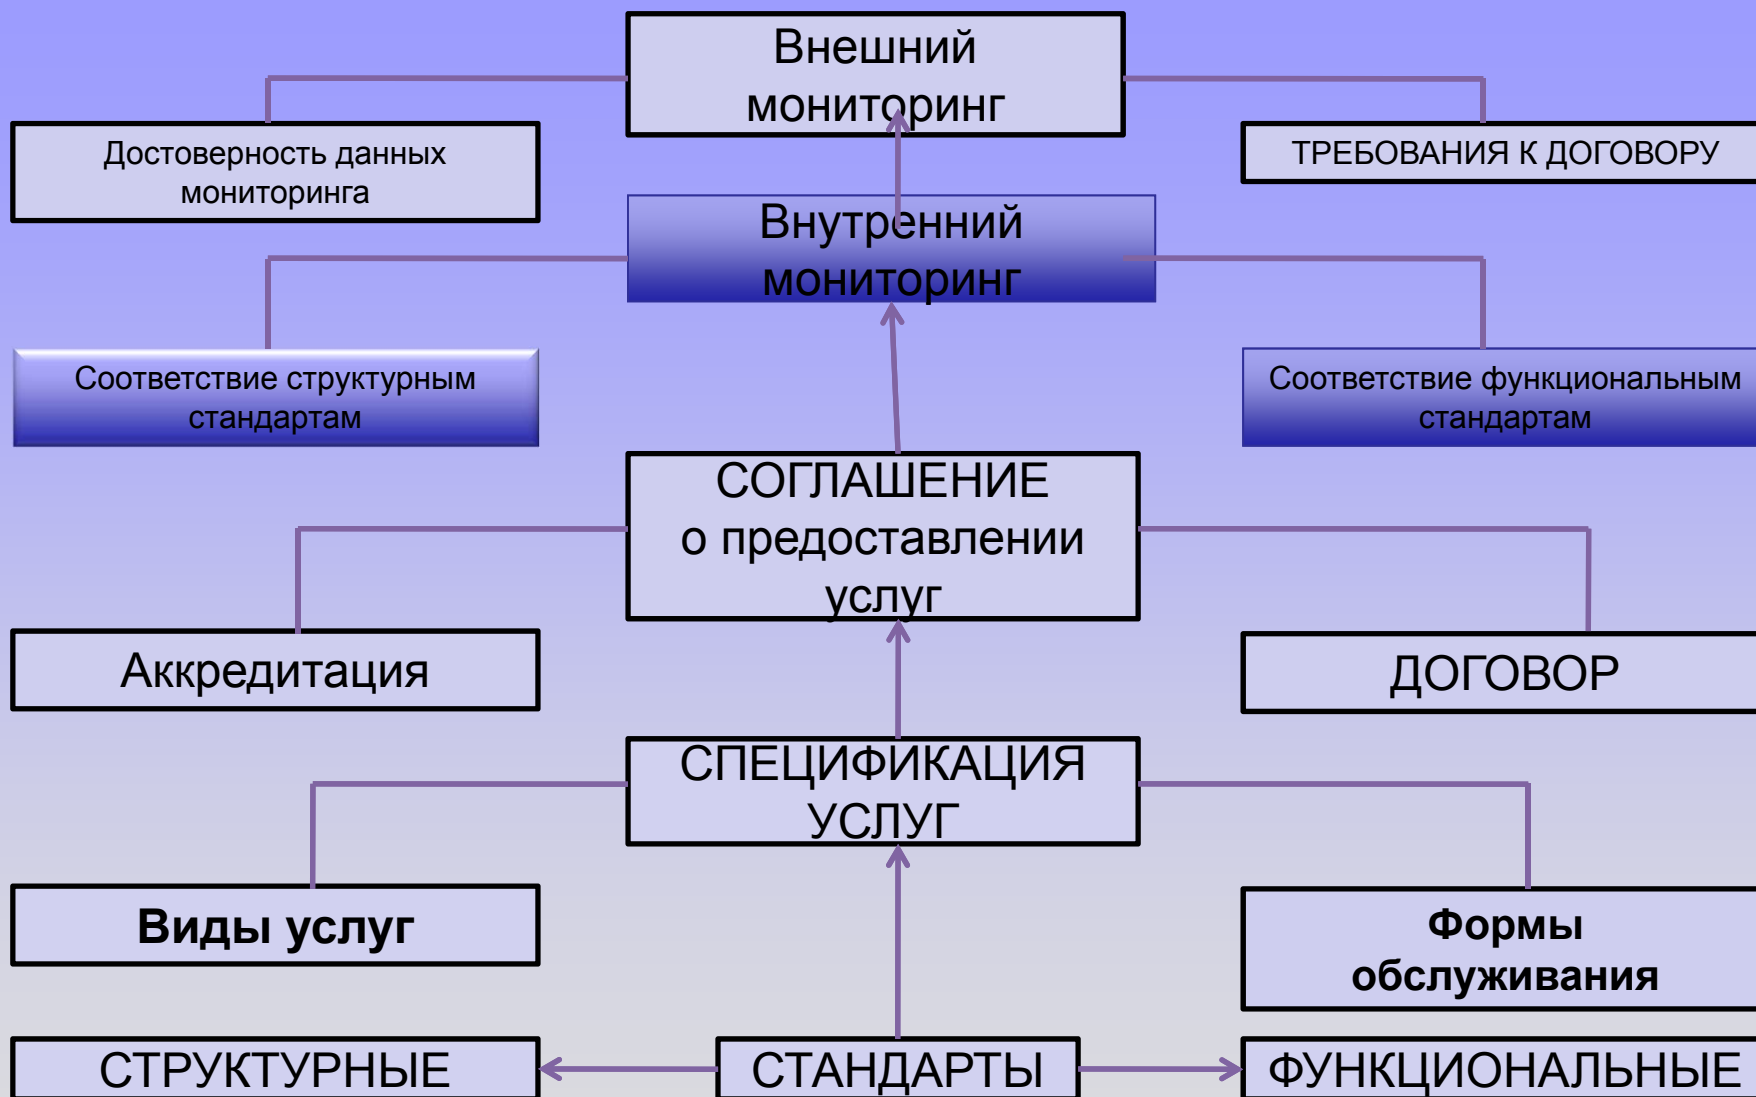 Внешний
мониторинг
Достоверность данных
мониторинга
ТРЕБОВАНИЯ К ДОГОВОРУ
Внутренний
мониторинг
Соответствие структурным
стандартам
Соответствие функциональным
стандартам
СОГЛАШЕНИЕ
о предоставлении
услуг
Аккредитация
ДОГОВОР
СПЕЦИФИКАЦИЯ
УСЛУГ
Виды услуг
Формы
обслуживания
СТРУКТУРНЫЕ
СТАНДАРТЫ
ФУНКЦИОНАЛЬНЫЕ